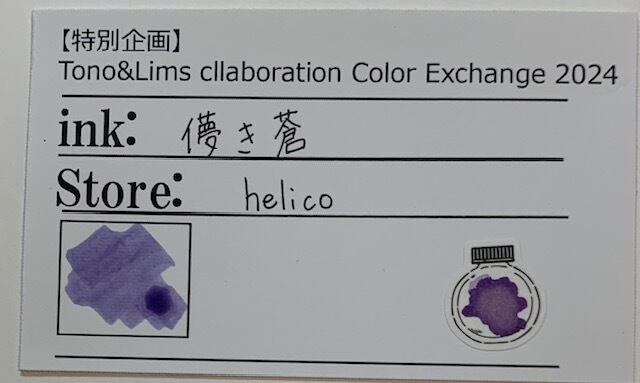 【特別企画】
Tono&Lims cllaboration Color Exchange 2024
ink: 儚き蒼
Store: helico